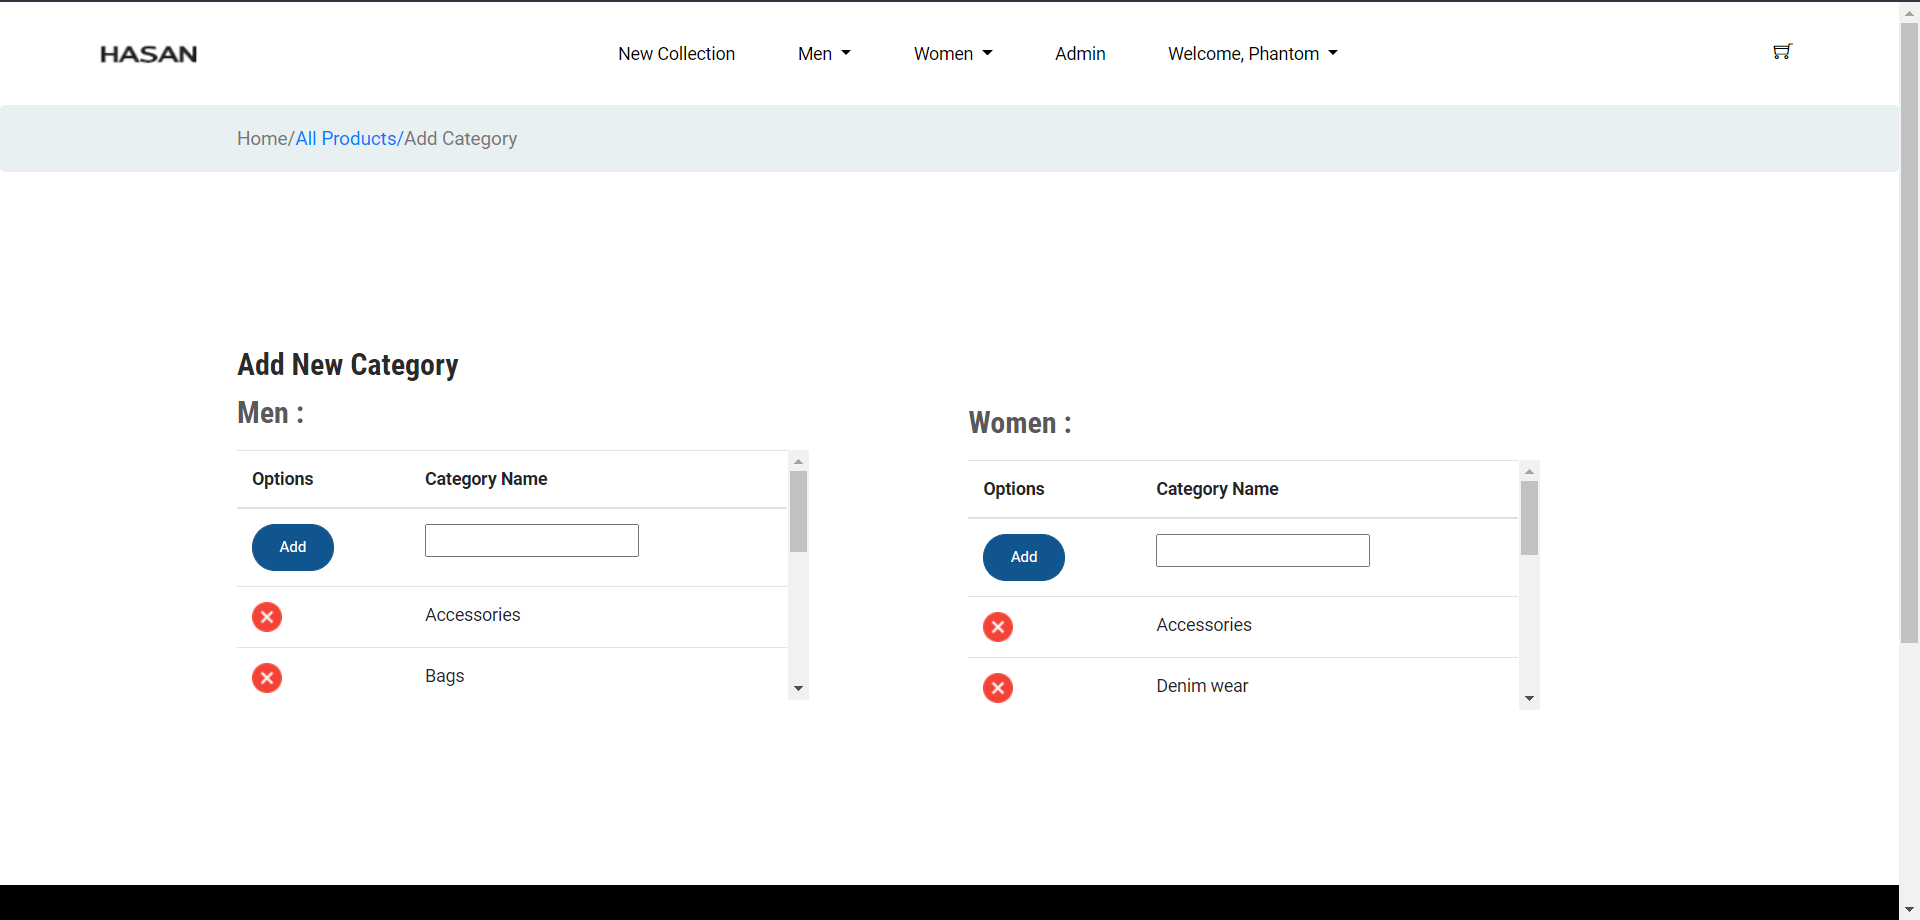 HASAN
New Collection
Men
Women
Admin
Welcome, Phantom
Home/All Products/Add Category
Add New Category
Men :
Options
Category Name
Add
Accessories
Bags
Women :
Options
Category Name
Add
Accessories
Denim wear